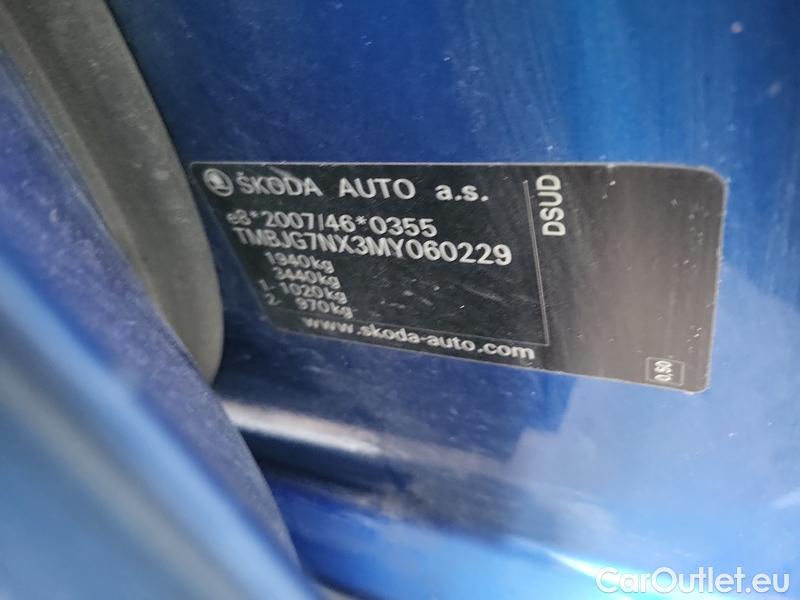 ŠKODA AUTO a.s.
e8*2007/46*0355
TMBJG7NX3MY060229
1940kg
3440kg
1- 1020kg
2- 970kg
www.skoda-auto.com
DSUD
0,60
CarOutlet.eu